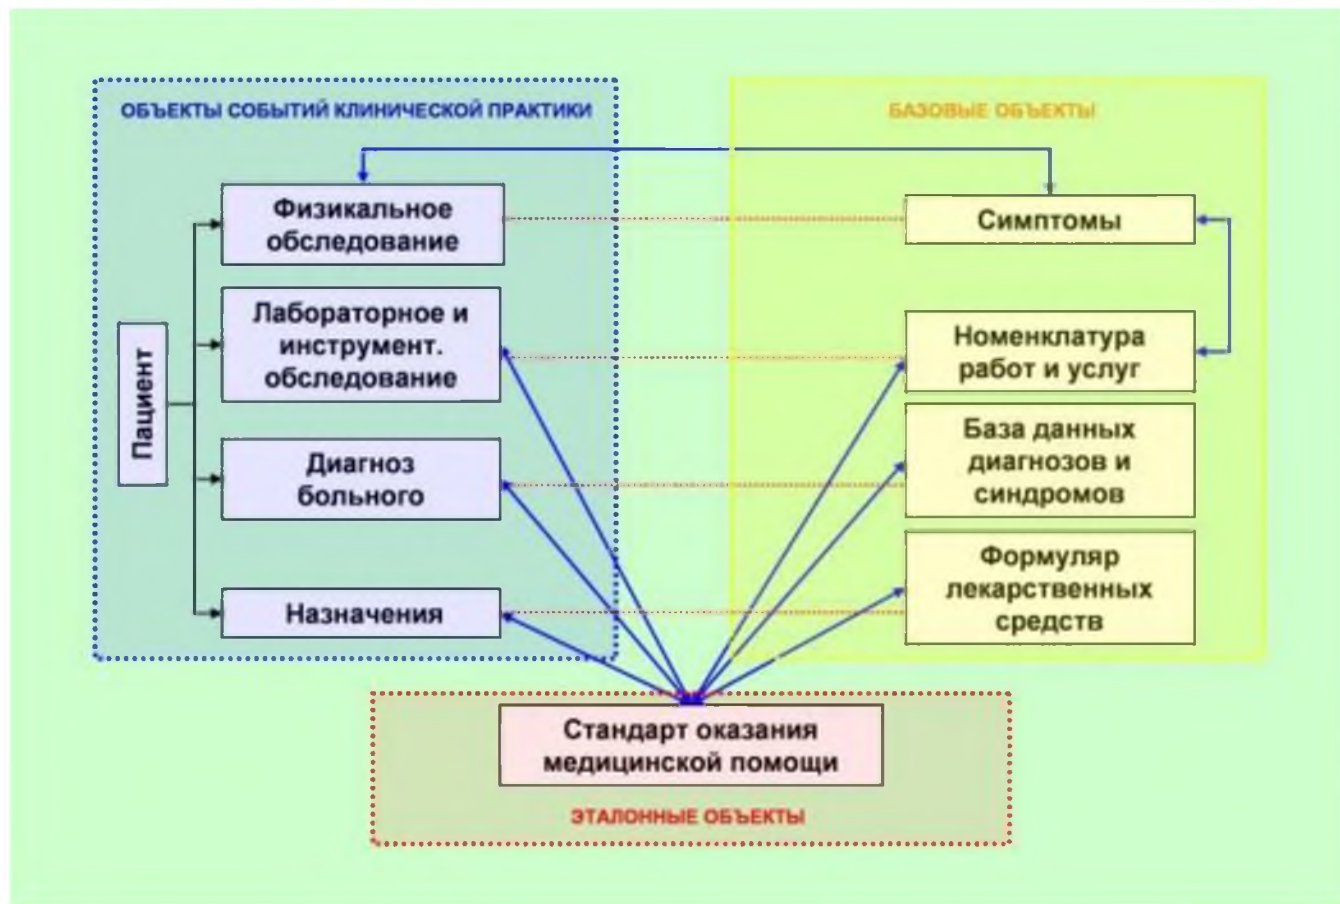 ОБЪЕКТЫ СОБЫТИЙ КЛИНИЧЕСКОЙ ПРАКТИКИ
БАЗОВЫЕ ОБЪЕКТЫ
Пациент
Физикальное
обследование
Лабораторное и
инструмент.
обследование
Диагноз
больного
Назначения
Симптомы
Номенклатура
работ и услуг
База данных
диагнозов и
синдромов
Формуляр
лекарственных
средств
Стандарт оказания
медицинской помощи
ЭТАЛОННЫЕ ОБЪЕКТЫ